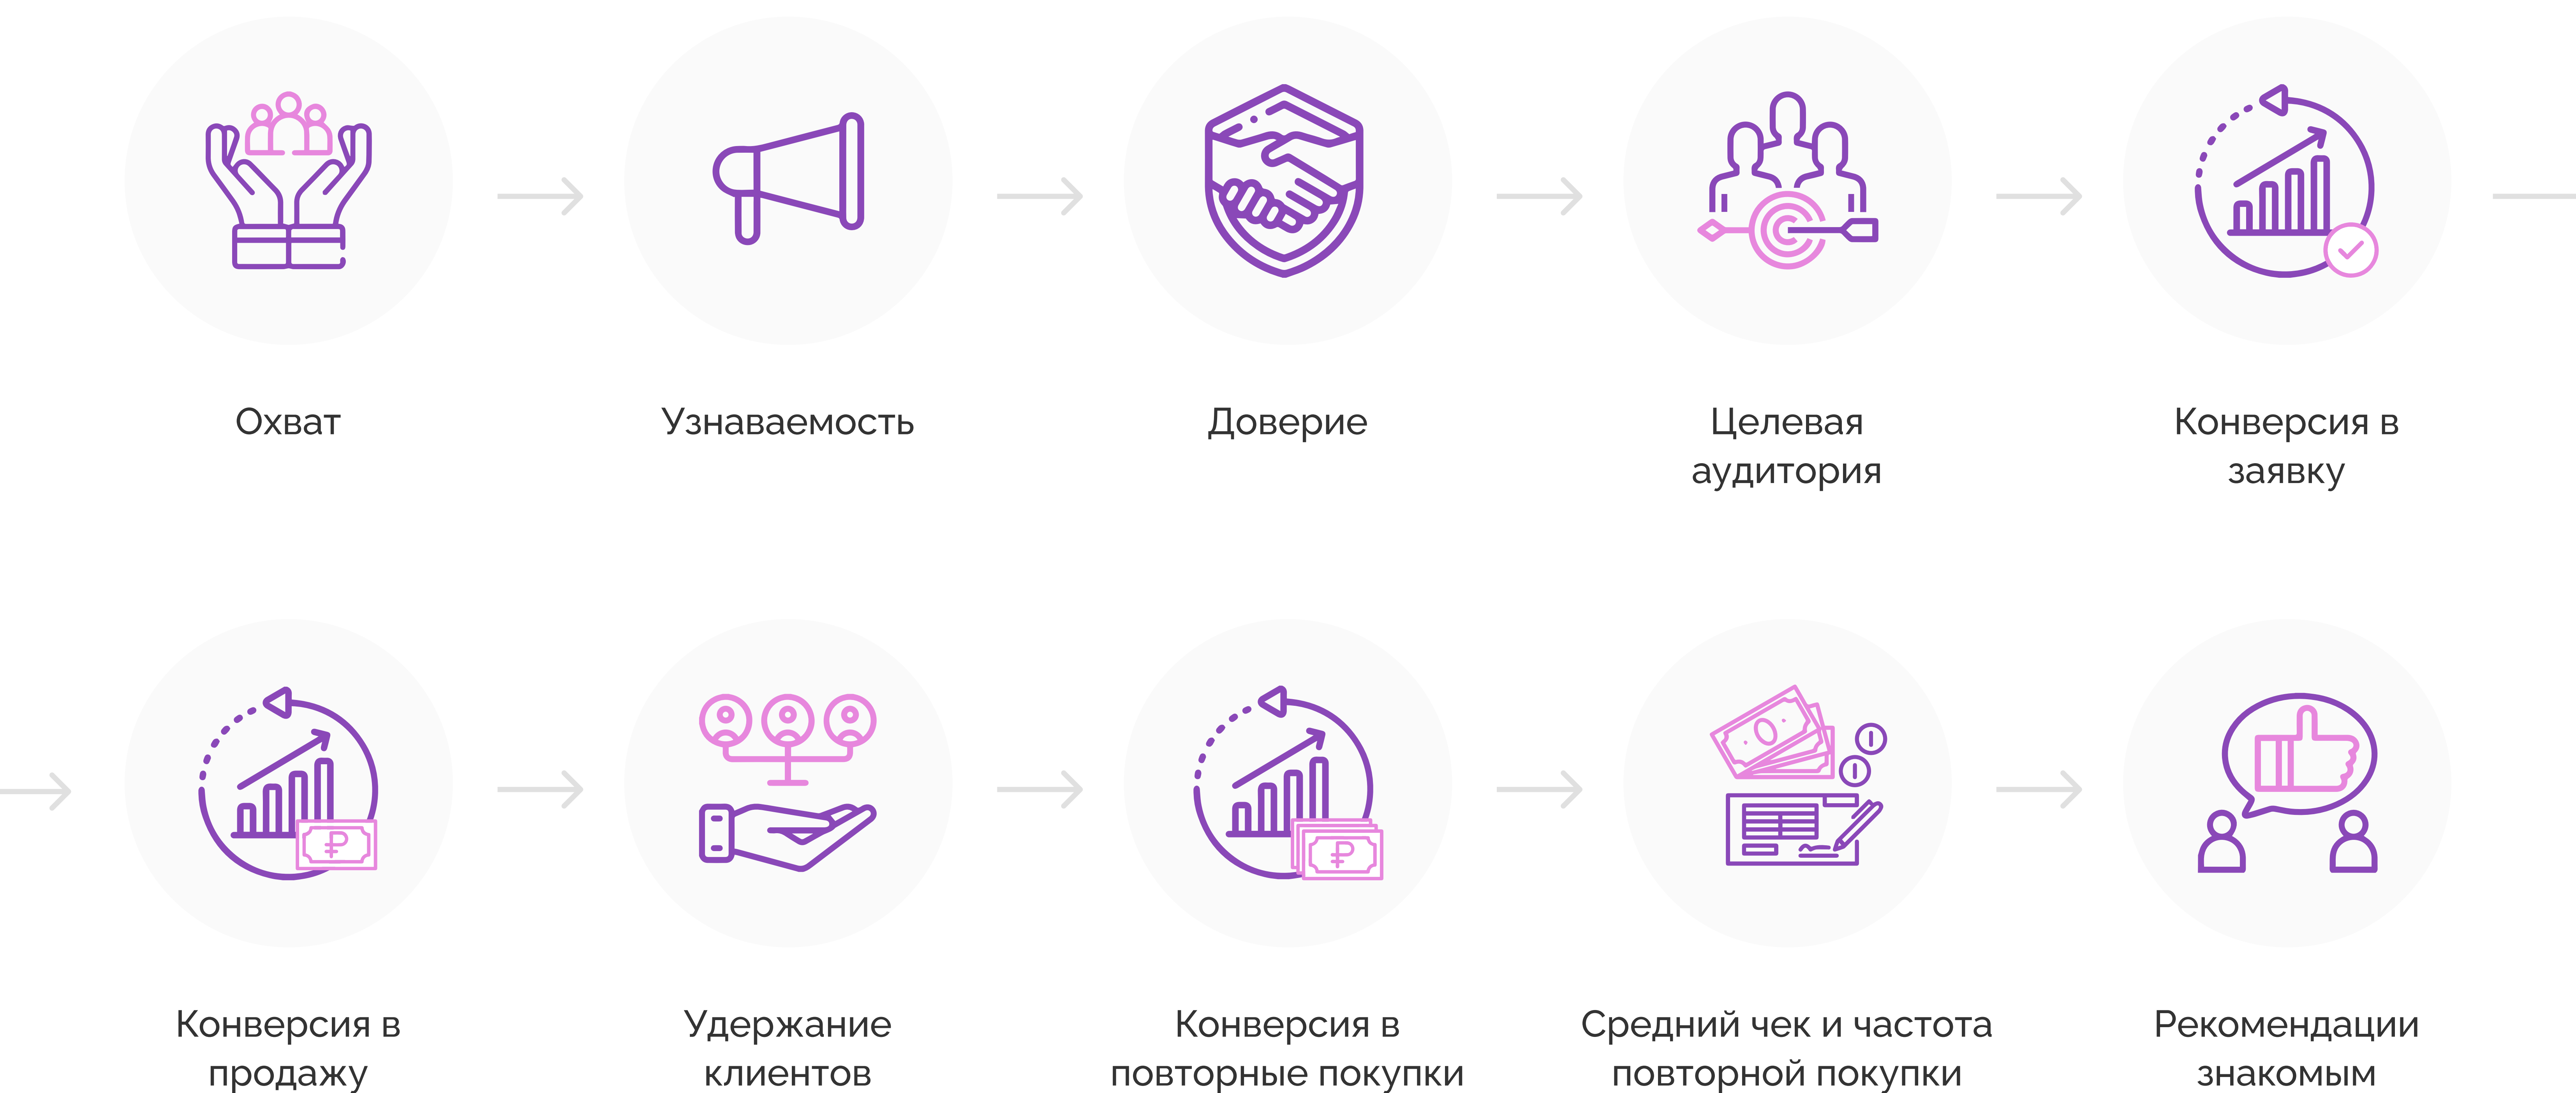 Охват
Узнаваемость
Доверие
Целевая
аудитория
Конверсия в
заявку
Конверсия в
продажу
Удержание
клиентов
Конверсия в
повторные покупки
Средний чек и частота
повторной покупки
Рекомендации
знакомым